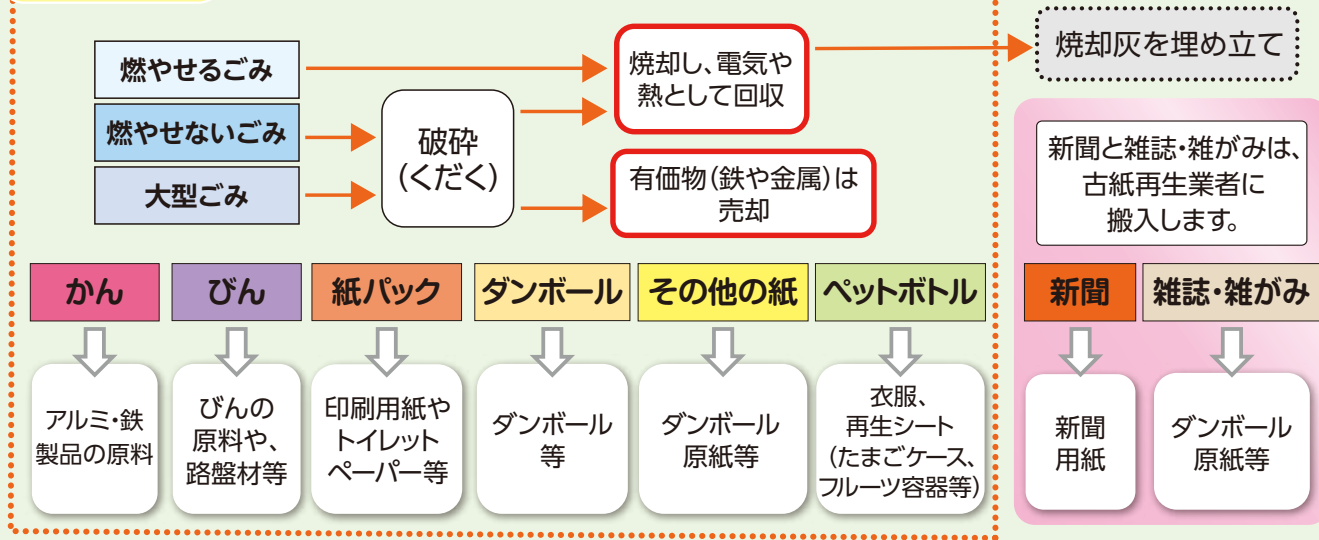 燃やせるごみ
燃やせないごみ
大型ごみ
破砕
(くだく)
焼却し、電気や
熱として回収
有価物(鉄や金属)は
売却
焼却灰を埋め立て
新聞と雑誌・雑がみは、
古紙再生業者に
搬入します。
かん
びん
紙パック
ダンボール
その他の紙
ペットボトル
新聞
雑誌・雑がみ
アルミ・鉄
製品の原料
びんの
原料や、
路盤材等
印刷用紙や
トイレット
ペーパー等
ダンボール
等
ダンボール
原紙等
衣服、
再生シート
(たまごケース、
フルーツ容器等)
新聞
用紙
ダンボール
原紙等